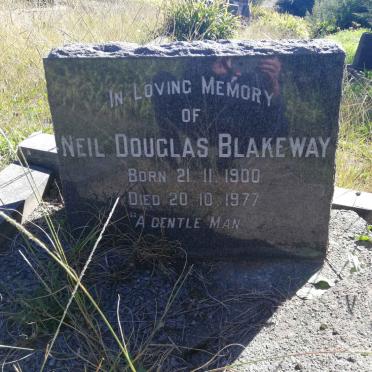 In Loving Memory
of
Neil Douglas Blakeway
Born 21 11 1900
Died 20 10 1977
"A Gentle Man